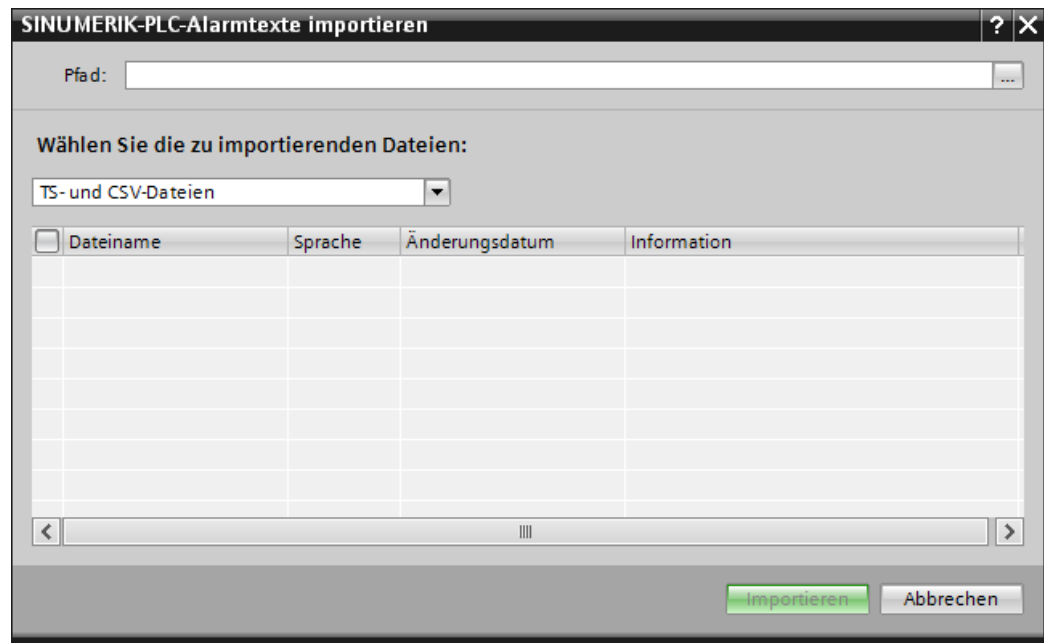 SINUMERIK-PLC-Alarmtexte importieren ?
Pfad: ...
Wählen Sie die zu importierenden Dateien:
TS- und CSV-Dateien
Dateiname Sprache Änderungsdatum Information
Importieren Abbrechen